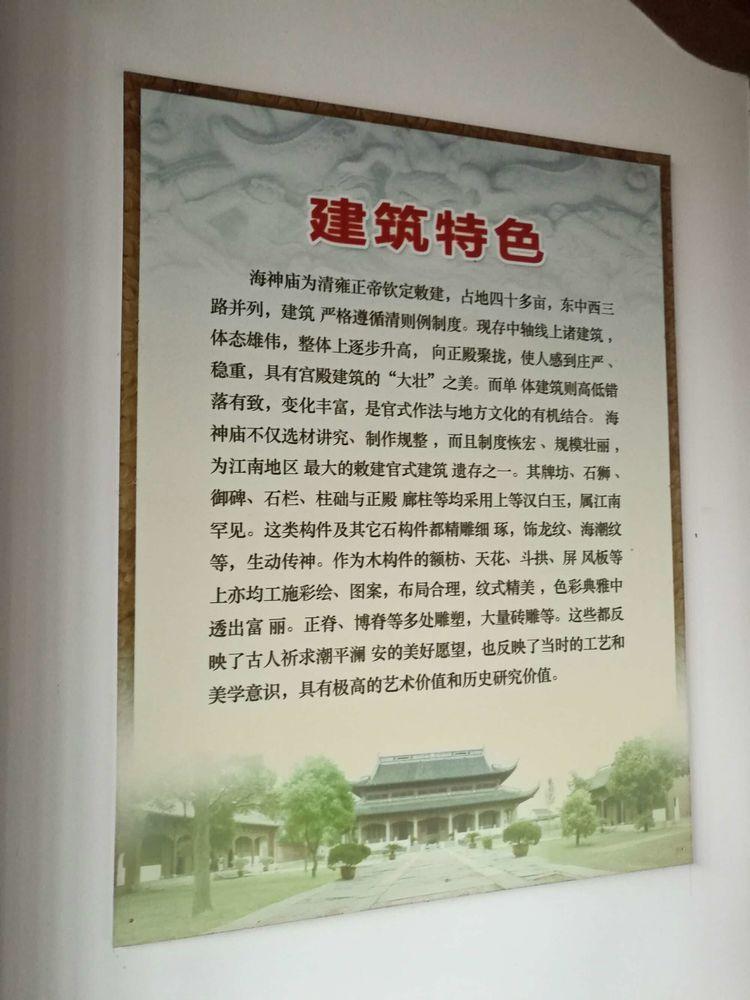 建筑特色
海神庙为清雍正帝钦定敕建，占地四十多亩，东中西三
路并列，建筑 严格遵循清则例制度。现存中轴线上诸建筑，
体态雄伟，整体上逐步升高， 向正殿聚拢，使人感到庄严、
稳重，具有宫殿建筑的“大壮”之美。而单 体建筑则高低错
落有致，变化丰富，是官式作法与地方文化的有机结合。 海
神庙不仅选材讲究、制作规整，而且制度恢宏、规模壮丽，
为江南地区 最大的敕建官式建筑 遗存之一。其牌坊、石狮、
御碑、石栏、柱础与正殿 廊柱等均采用上等汉白玉，属江南
罕见。这类构件及其它石构件都精雕细 琢，饰龙纹、海潮纹
等，生动传神。作为木构件的额枋、天花、斗拱、屏 风板等
上亦均工施彩绘、图案，布局合理，纹式精美，色彩典雅中
透出富 丽。正脊、博脊等多处雕塑，大量砖雕等。这些都反
映了古人祈求潮平澜 安的美好愿望，也反映了当时的工艺和
美学意识，具有极高的艺术价值和历史研究价值。